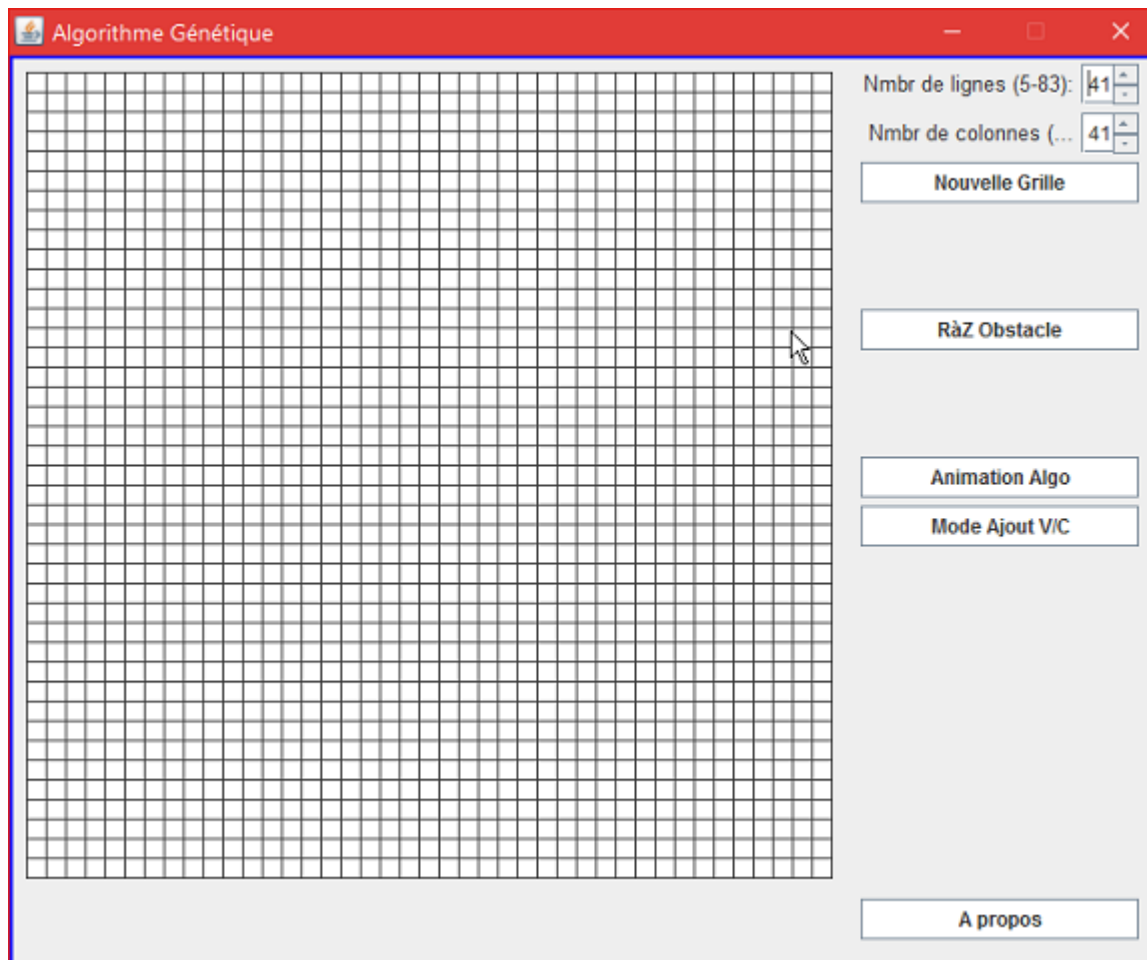 Algorithme Génétique
Nmbr de lignes (5-83): 41
Nmbr de colonnes (... 41
Nouvelle Grille
RàZ Obstacle
Animation Algo
Mode Ajout V/C
A propos